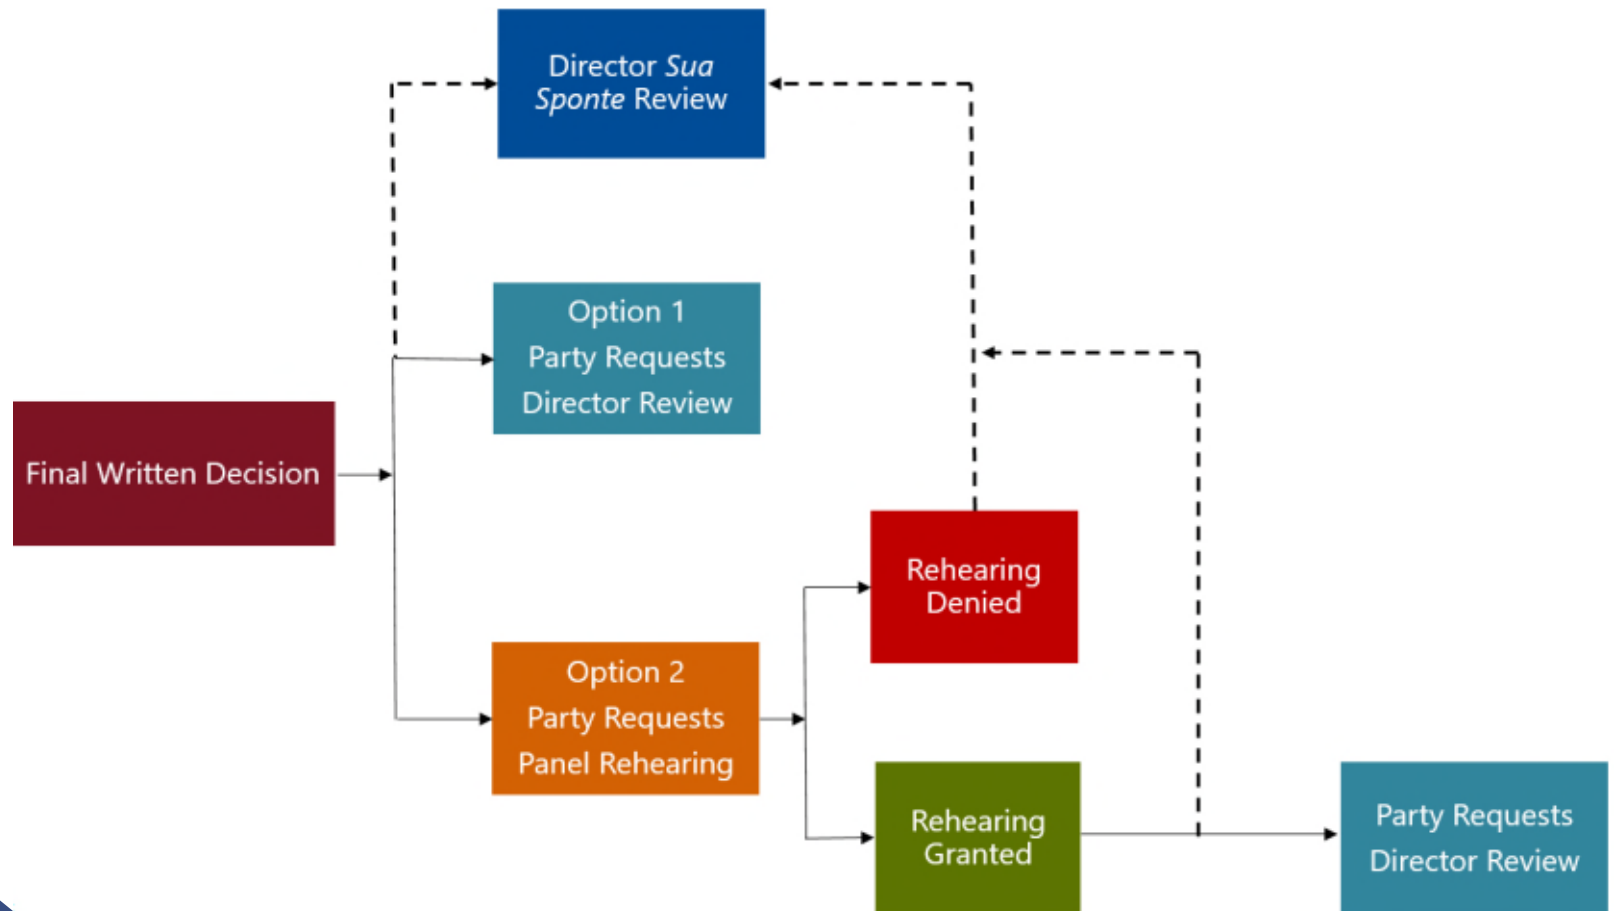 Director Sua
Sponte Review
Option 1
Party Requests
Director Review
Final Written Decision
Rehearing
Denied
Option 2
Party Requests
Panel Rehearing
Rehearing
Granted
Party Requests
Director Review